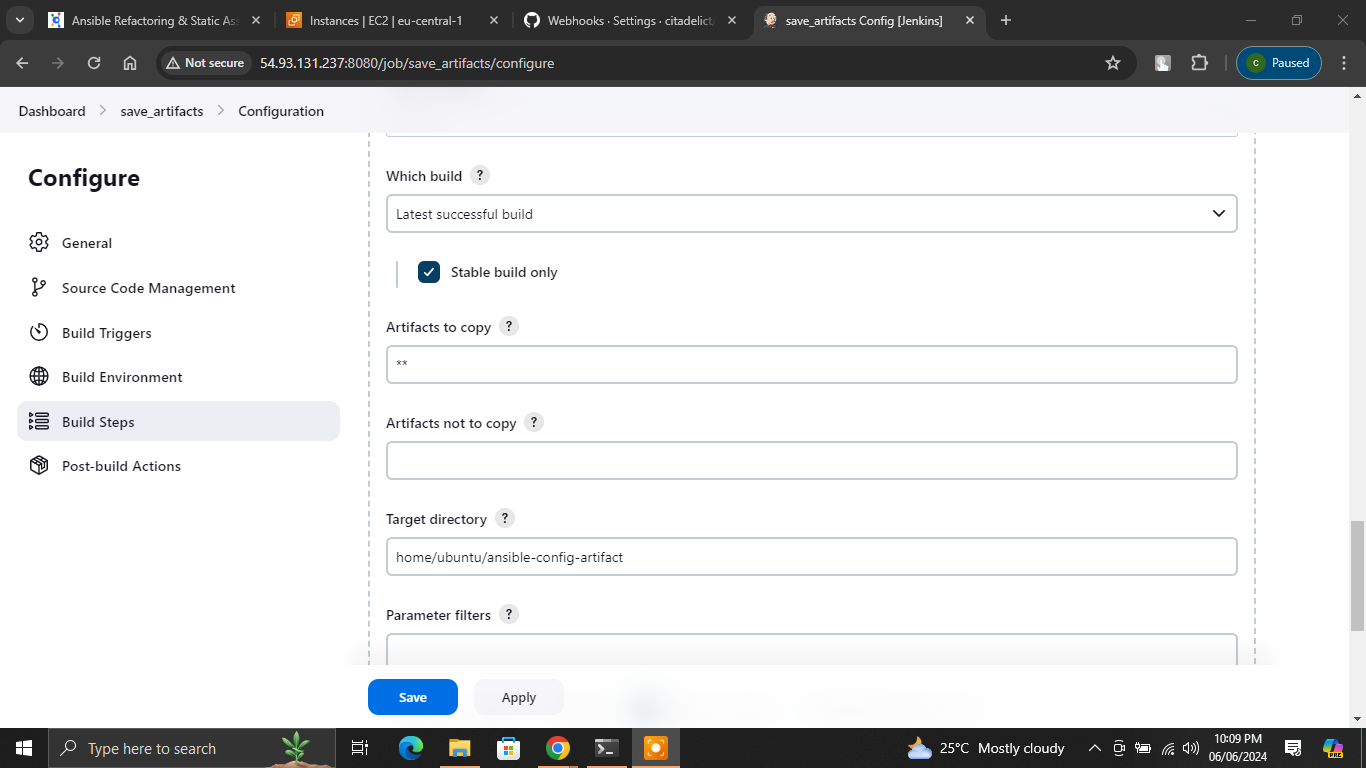 Ansible Refactoring & Static Ass
Instances | EC2 | eu-central-1
Webhooks · Settings · citadelict
save_artifacts Config [Jenkins]
Not secure
54.93.131.237:8080/job/save_artifacts/configure
C
Paused
Dashboard
save_artifacts
Configuration
Configure
General
Source Code Management
Build Triggers
Build Environment
Build Steps
Post-build Actions
Which build ?
Latest successful build
Stable build only
Artifacts to copy ?
**
Artifacts not to copy ?
Target directory ?
home/ubuntu/ansible-config-artifact
Parameter filters ?
Save
Apply
Type here to search
25°C Mostly cloudy
10:09 PM
06/06/2024
PRE